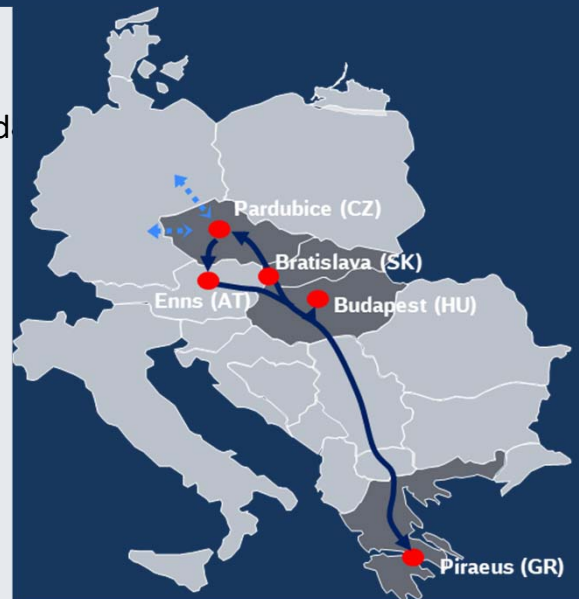 Pardubice (CZ)
Bratislava (SK)
Enns (AT)
Budapest (HU)
Piraeus (GR)